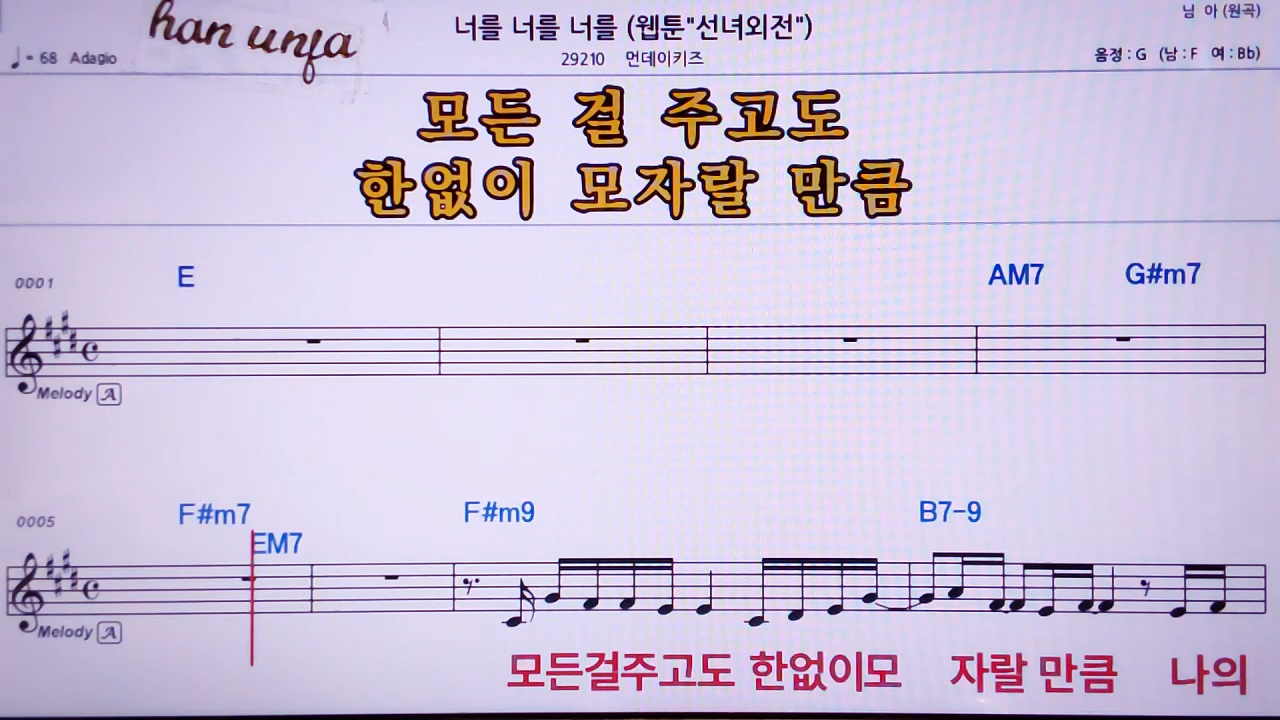 han unja
너를 너를 너를 (웹툰"선녀외전")
님 아 (원곡)
♩= 68 Adagio
29210 먼데이키즈
음정 : G (남 : F 여 : Bb)
모든 걸 주고도
한없이 모자랄 만큼
0001 E AM7 G#m7
Melody A
0005 F#m7 F#m9 B7-9
EM7
Melody A
모든걸주고도 한없이모 자랄 만큼 나의